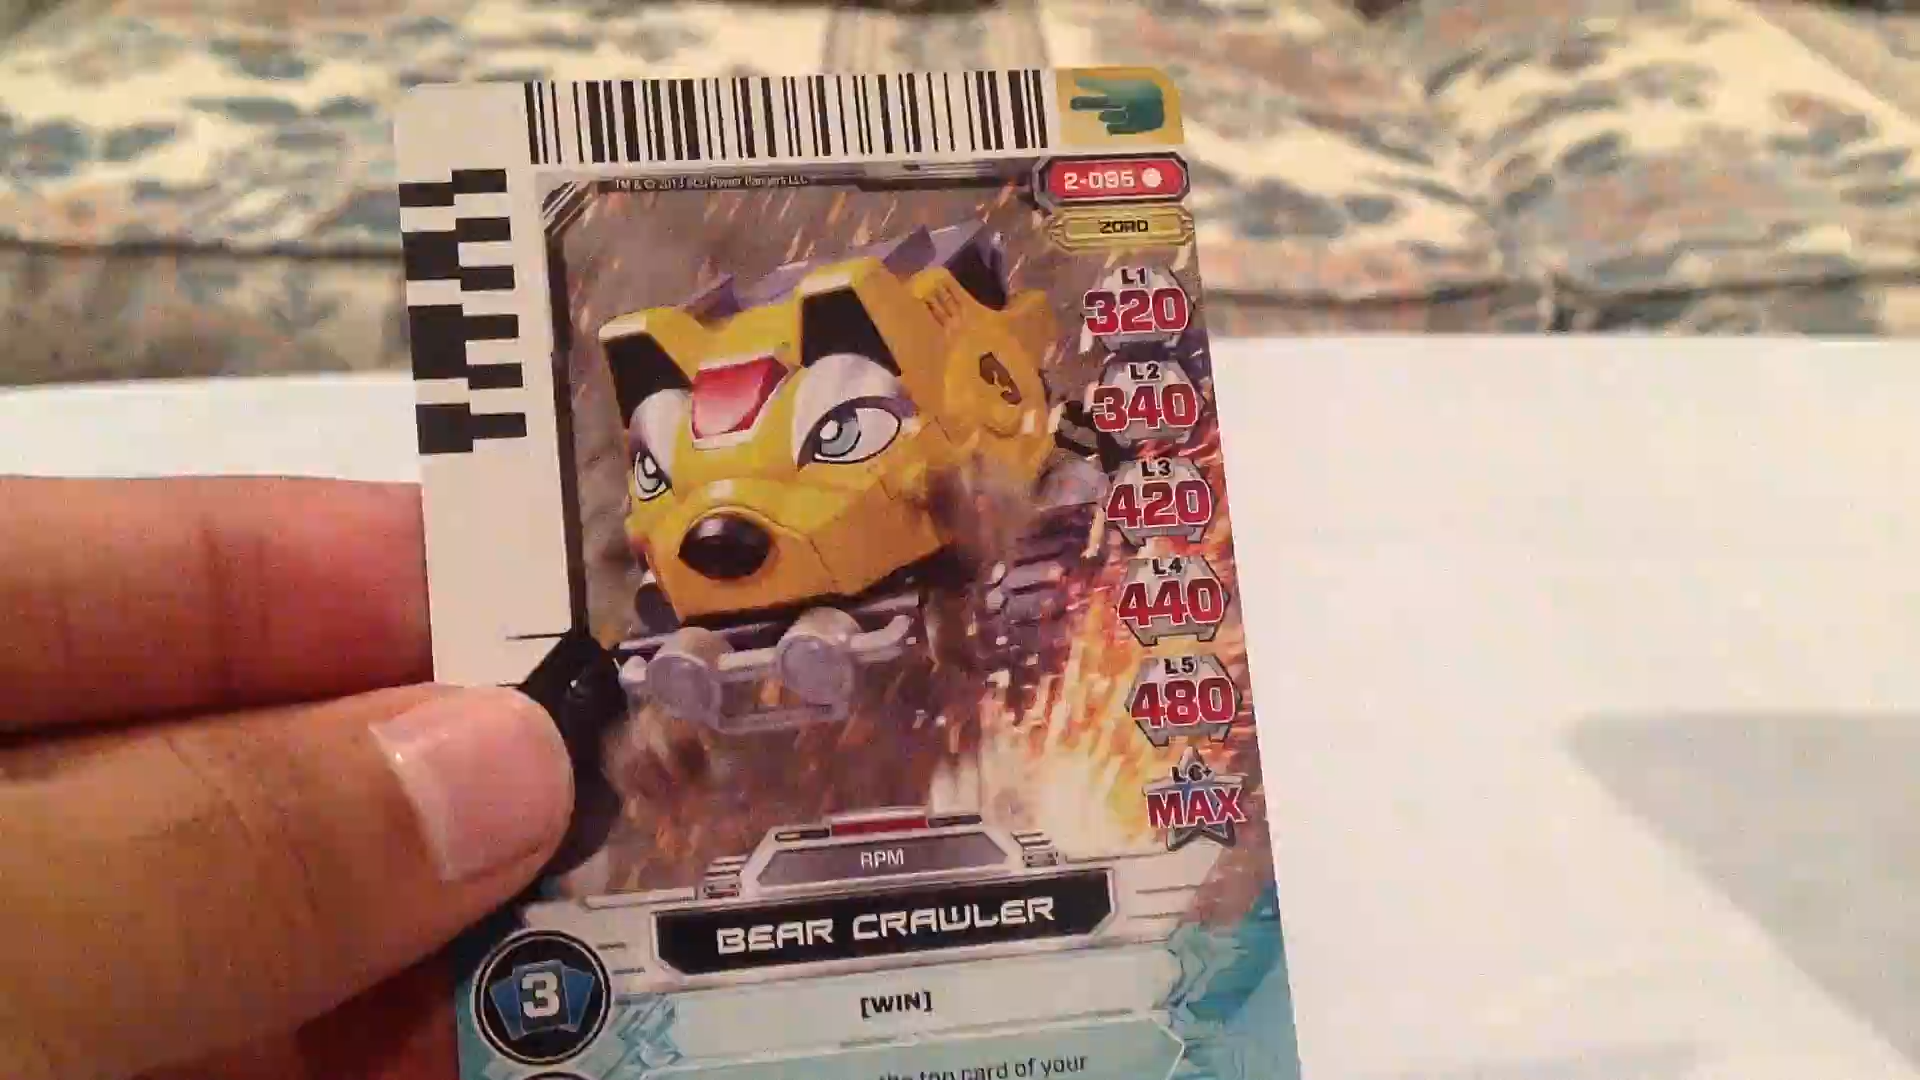 TM & © 2013 SCG Power Rangers LLC
2-095
ZORD
L1
320
L2
340
L3
420
L4
440
L5
480
L6+
MAX
3
RPM
BEAR CRAWLER
3
[WIN]
the top card of your